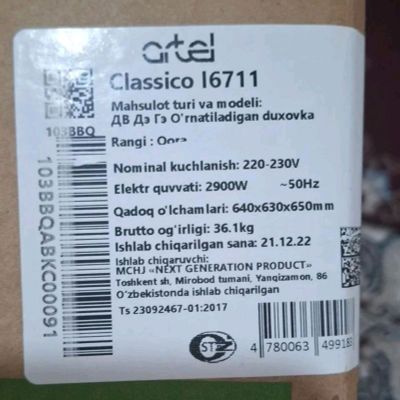 artel
Classico I6711
Mahsulot turi va modeli:
ДВ Дэ Гэ O'rnatiladigan duxovka
103BBQ
Rangi : Qora
Nominal kuchlanish: 220-230V
Elektr quvvati: 2900W ~50Hz
Qadoq o'lchamlari: 640x630x650mm
Brutto og'irligi: 36.1kg
Ishlab chiqarilgan sana: 21.12.22
Ishlab chiqaruvchi:
MCHJ «NEXT GENERATION PRODUCT»
Toshkent sh, Mirobod tumani, Yangizamon, 86
O'zbekistonda ishlab chiqarilgan
Ts 23092467-01:2017
103BBQABKC00091
4 780063 49918